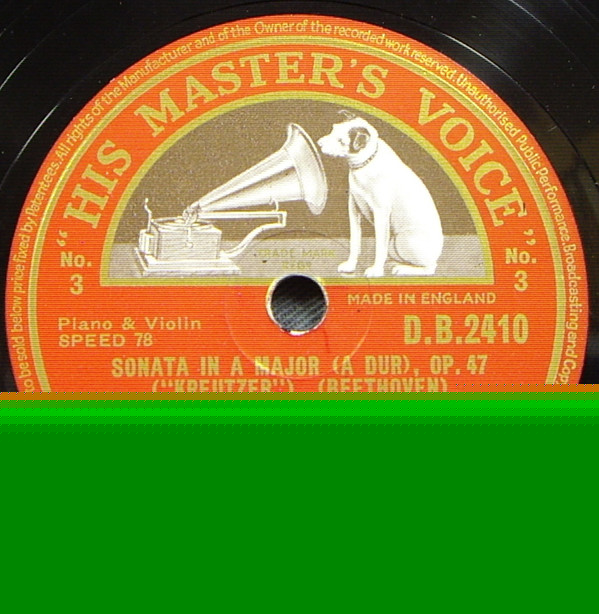 to be sold below price fixed by Patentees. All rights of the Manufacturer and of the Owner of the recorded work reserved. Unauthorised Public Performance, Broadcasting and Cop
"HIS MASTER'S VOICE"
TRADE MARK
No. 3
No. 3
MADE IN ENGLAND
Piano & Violin
SPEED 78
D.B.2410
SONATA IN A MAJOR (A DUR), OP. 47
("KREUTZER") (BEETHOVEN)